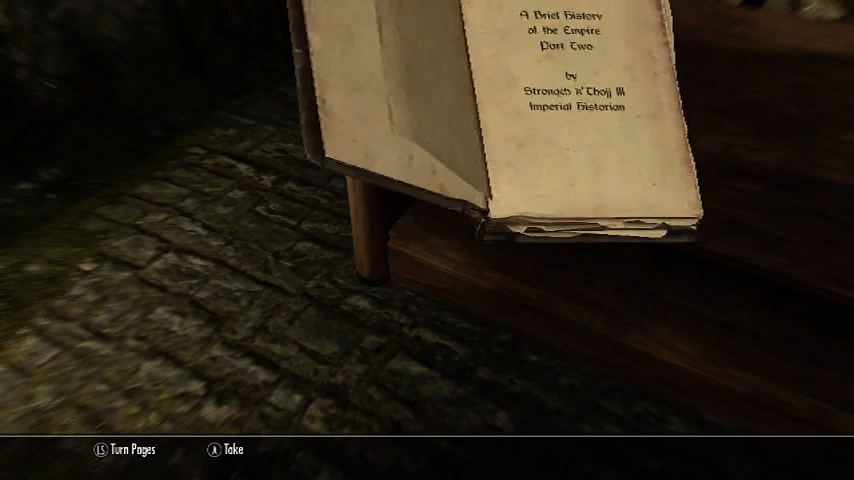 A Brief History
of the Empire
Part Two
by
Stronach k'Thojj III
Imperial Historian
LS Turn Pages
A Take